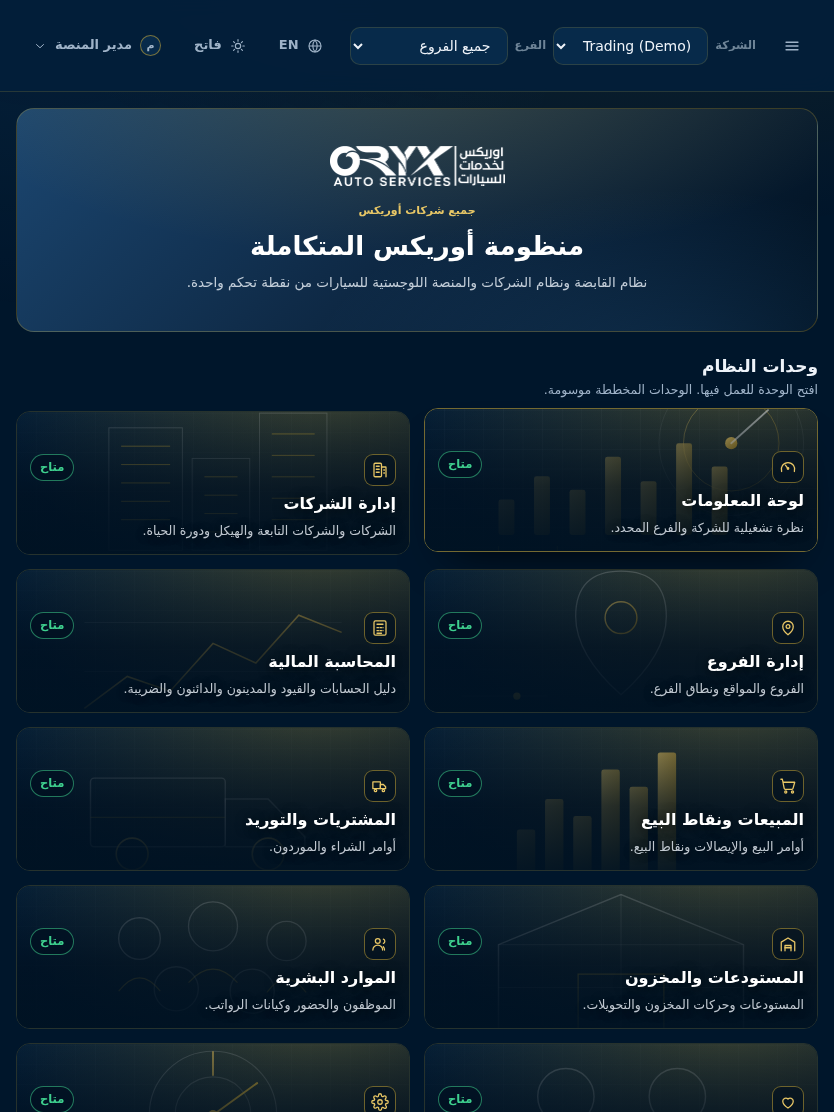 الشركة
Trading (Demo)
الفرع
جميع الفروع
EN
فاتح
م
مدير المنصة
ORYX
AUTO SERVICES
اوريكس
لخدمات
السيارات
جميع شركات أوريكس
منظومة أوريكس المتكاملة
نظام القابضة ونظام الشركات والمنصة اللوجستية للسيارات من نقطة تحكم واحدة.
وحدات النظام
افتح الوحدة للعمل فيها. الوحدات المخططة موسومة.
متاح
لوحة المعلومات
نظرة تشغيلية للشركة والفرع المحدد.
متاح
إدارة الشركات
الشركات والشركات التابعة والهيكل ودورة الحياة.
متاح
إدارة الفروع
الفروع والمواقع ونطاق الفرع.
متاح
المحاسبة المالية
دليل الحسابات والقيود والمدينون والدائنون والضريبة.
متاح
المبيعات ونقاط البيع
أوامر البيع والإيصالات ونقاط البيع.
متاح
المشتريات والتوريد
أوامر الشراء والموردون.
متاح
المستودعات والمخزون
المستودعات وحركات المخزون والتحويلات.
متاح
الموارد البشرية
الموظفون والحضور وكيانات الرواتب.
متاح
متاح